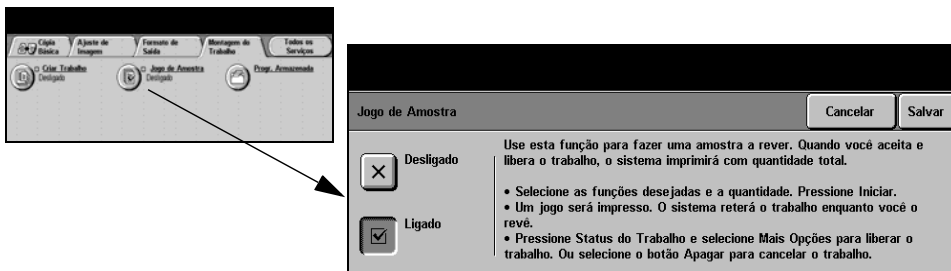 Cópia Básica
Ajuste de Imagem
Formato de Saída
Montagem do Trabalho
Todos os Serviços
Criar Trabalho
Desligado
Jogo de Amostra
Desligado
Progr. Armazenada
Jogo de Amostra
Cancelar
Salvar
Desligado
Ligado
Use esta função para fazer uma amostra a rever. Quando você aceita e
libera o trabalho, o sistema imprimirá com quantidade total.
• Selecione as funções desejadas e a quantidade. Pressione Iniciar.
• Um jogo será impresso. O sistema reterá o trabalho enquanto você o
revê.
• Pressione Status do Trabalho e selecione Mais Opções para liberar o
trabalho. Ou selecione o botão Apagar para cancelar o trabalho.